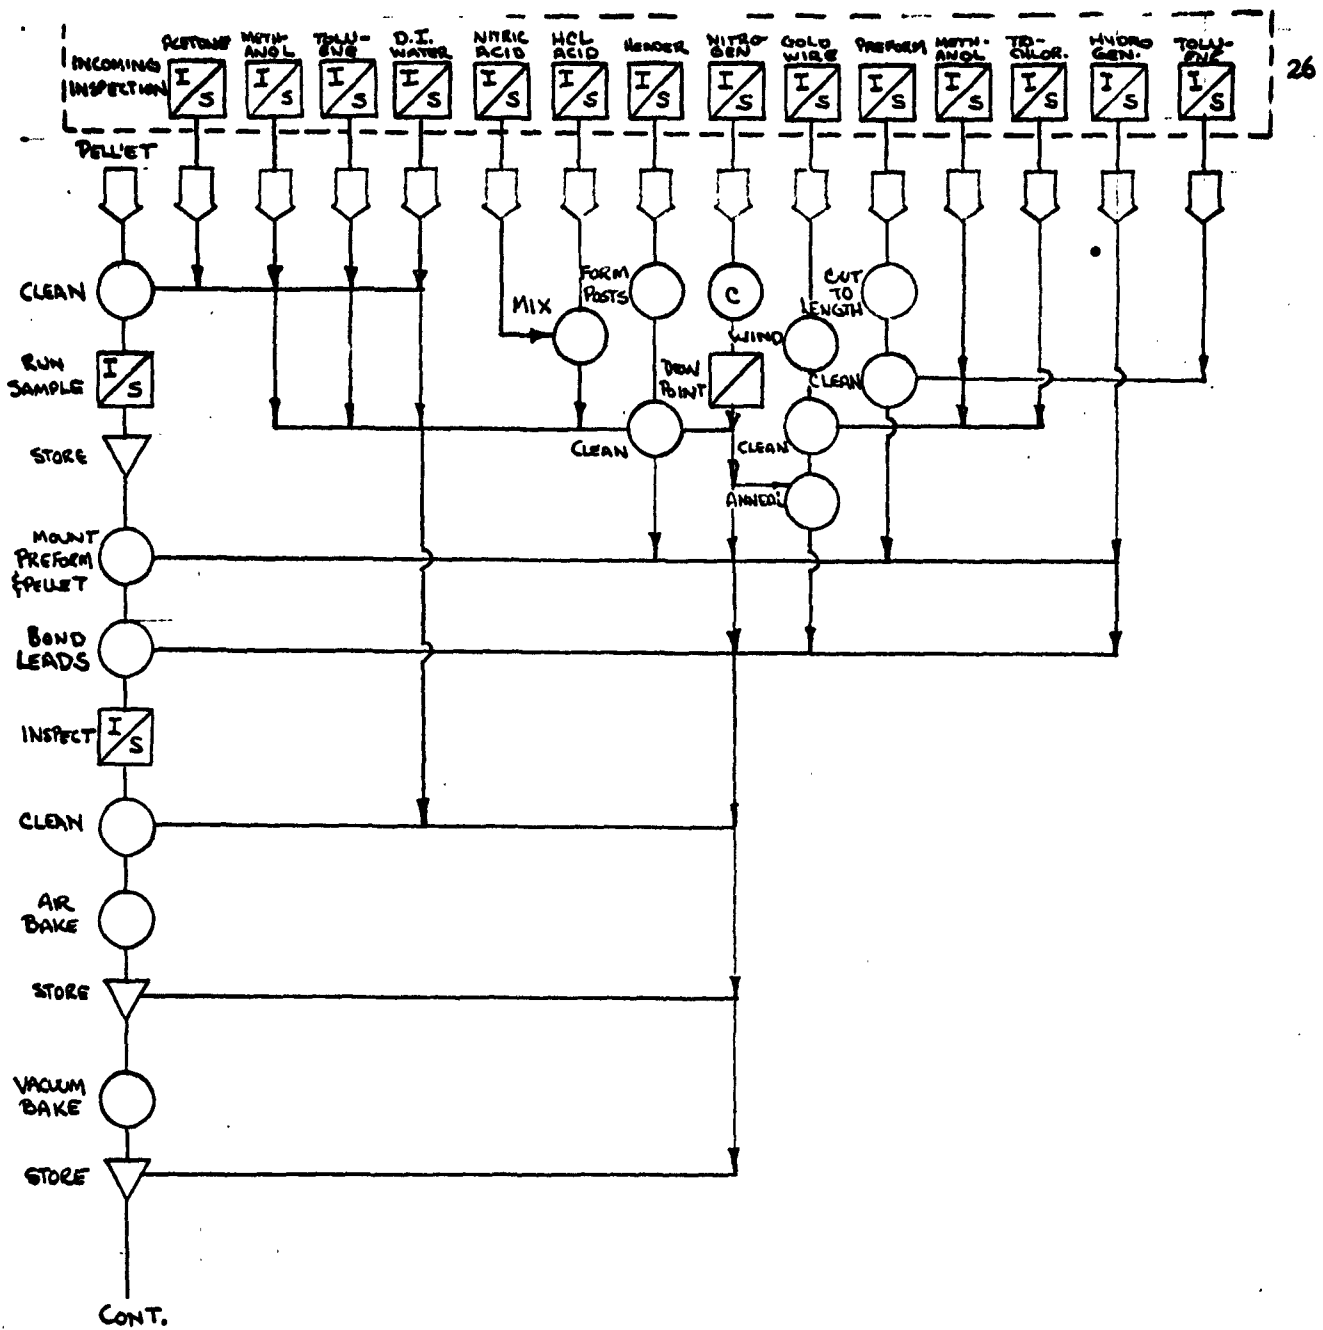 ACETONE
METH-
ANOL
TOLU-
ENE
D.I.
WATER
NITRIC
ACID
HCL
ACID
HEADER
NITRO-
GEN
GOLD
WIRE
PREFORM
METH-
ANOL
TRI-
CHLOR.
HYDRO
GEN.
TOLU-
ENE
INCOMING
INSPECTION
I S
I S
I S
I S
I S
I S
I S
I S
I S
I S
I S
I S
I S
I S
26
PELLET
CLEAN
MIX
FORM
POSTS
C
CUT
TO
LENGTH
WIND
RUN
SAMPLE
I S
DEW
POINT
CLEAN
STORE
CLEAN
CLEAN
ANNEAL
MOUNT
PREFORM
&PELLET
BOND
LEADS
INSPECT
I S
CLEAN
AIR
BAKE
STORE
VACUUM
BAKE
STORE
CONT.